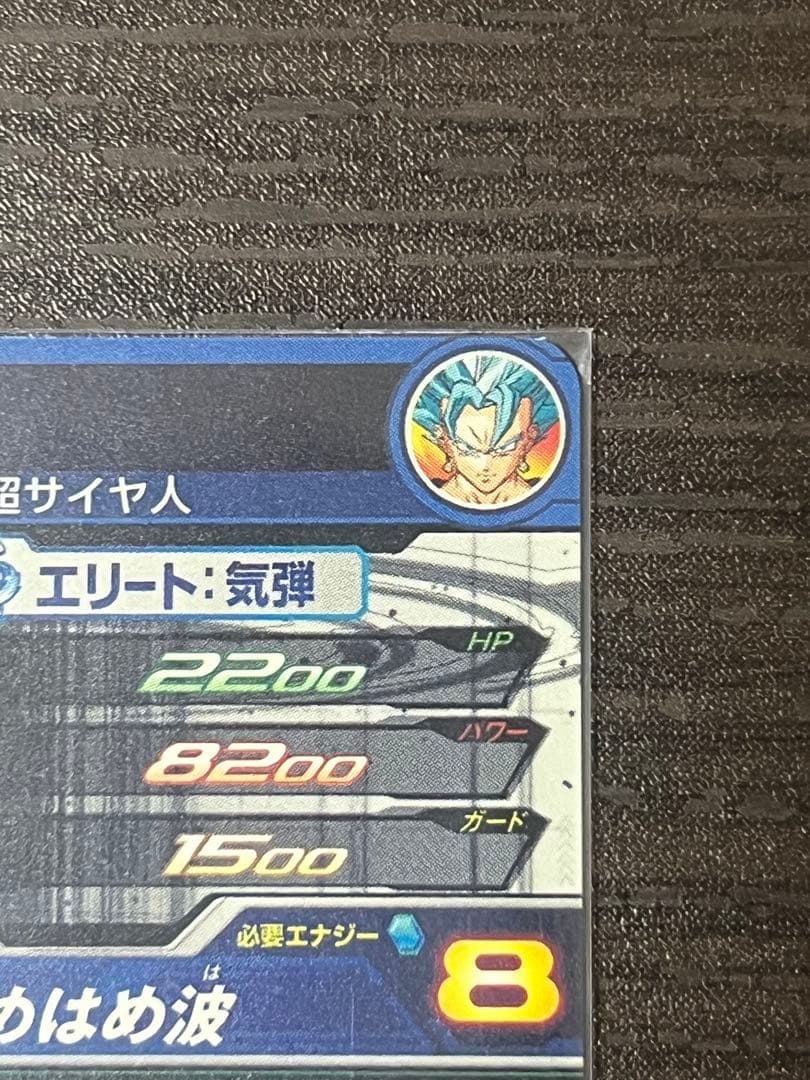 超サイヤ人
エリート:気弾
HP
2200
パワー
8200
ガード
1500
必要エナジー
8
は
めはめ波